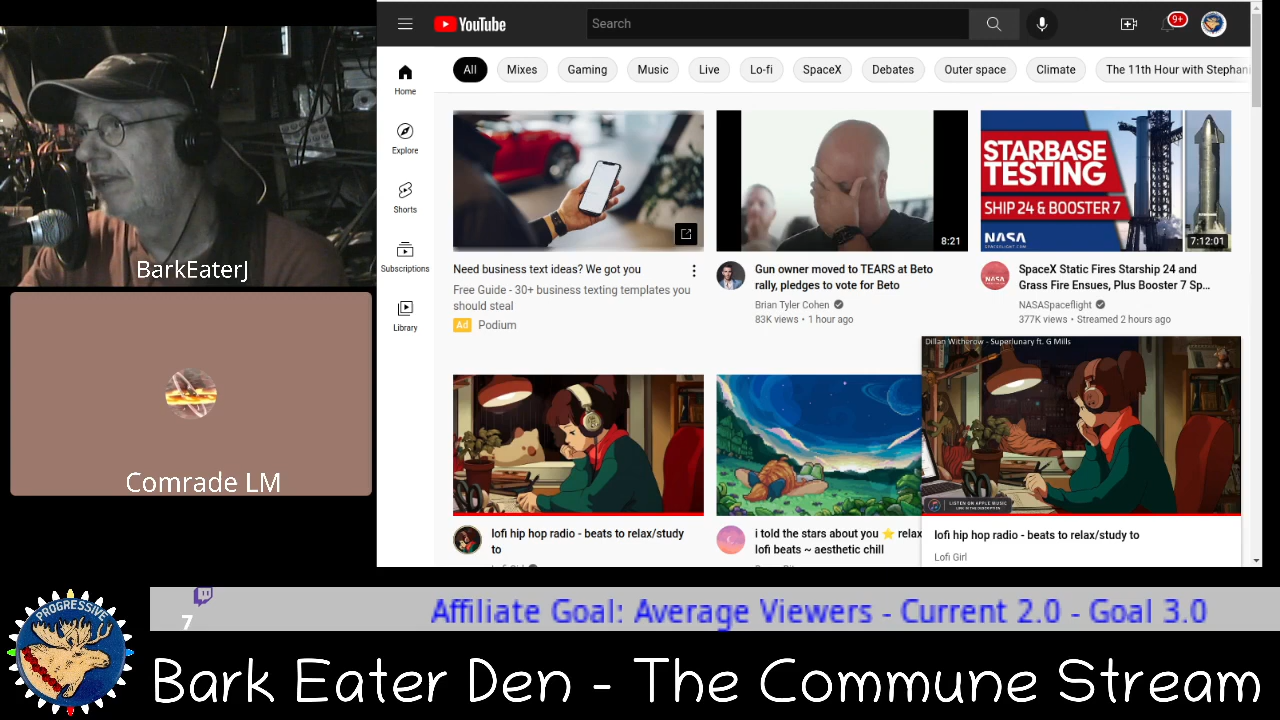 YouTube
Search
9+
All
Mixes
Gaming
Music
Live
Lo-fi
SpaceX
Debates
Outer space
Climate
The 11th Hour with Stephani
Home
Explore
Shorts
Subscriptions
Library
BarkEaterJ
Comrade LM
Need business text ideas? We got you
Free Guide - 30+ business texting templates you
should steal
Ad Podium
8:21
Gun owner moved to TEARS at Beto
rally, pledges to vote for Beto
Brian Tyler Cohen
83K views • 1 hour ago
STARBASE
TESTING
SHIP 24 & BOOSTER 7
NASA
7:12:01
SpaceX Static Fires Starship 24 and
Grass Fire Ensues, Plus Booster 7 Sp...
NASASpaceflight
377K views • Streamed 2 hours ago
lofi hip hop radio - beats to relax/study
to
i told the stars about you ⭐ relax
lofi beats ~ aesthetic chill
Dillan Witherow - Superlunary ft. G Mills
LISTEN ON APPLE MUSIC
lofi hip hop radio - beats to relax/study to
Lofi Girl
7
Affiliate Goal: Average Viewers - Current 2.0 - Goal 3.0
PROGRESSIVE
Bark Eater Den - The Commune Stream